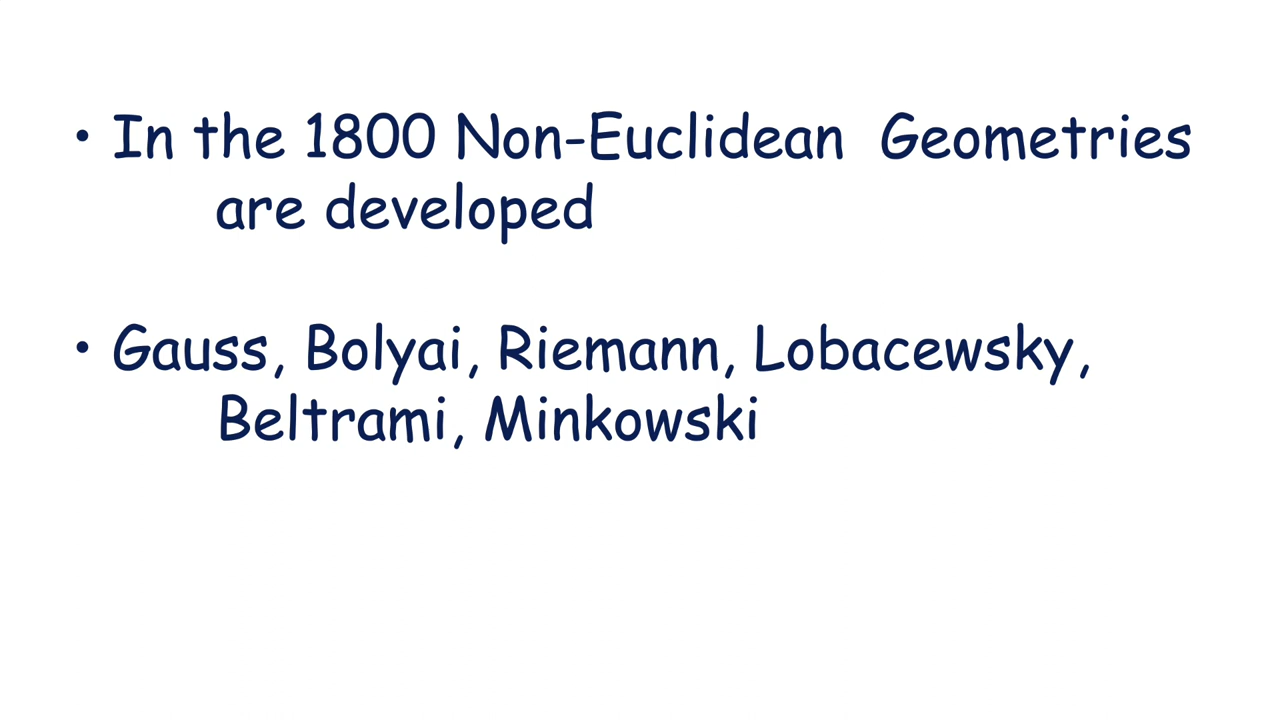 • In the 1800 Non-Euclidean Geometries
are developed
• Gauss, Bolyai, Riemann, Lobacewsky,
Beltrami, Minkowski